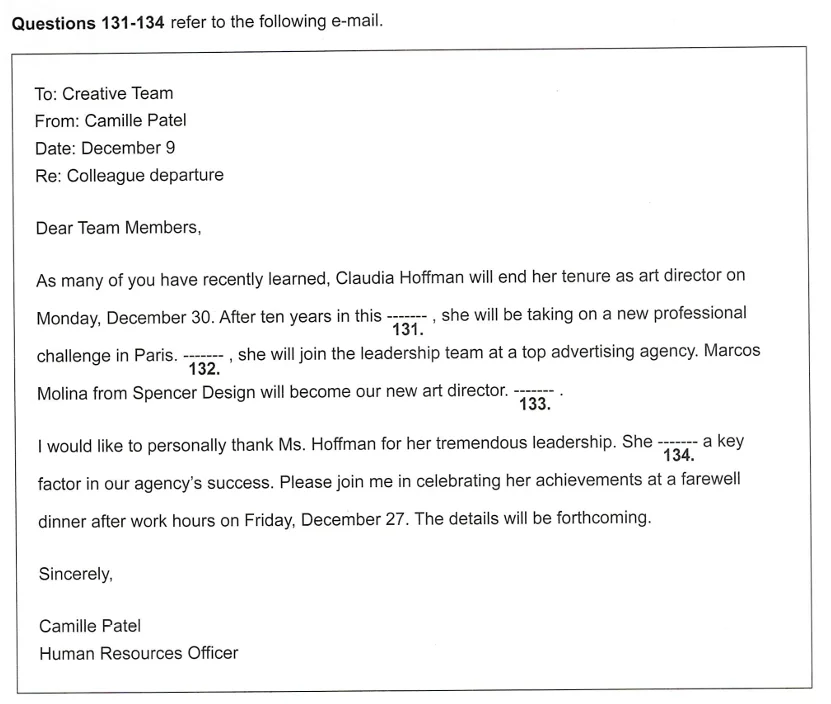 Questions 131-134 refer to the following e-mail.
To: Creative Team
From: Camille Patel
Date: December 9
Re: Colleague departure
Dear Team Members,
As many of you have recently learned, Claudia Hoffman will end her tenure as art director on
Monday, December 30. After ten years in this ------- , she will be taking on a new professional
131.
challenge in Paris. ------- , she will join the leadership team at a top advertising agency. Marcos
132.
Molina from Spencer Design will become our new art director. ------- .
133.
I would like to personally thank Ms. Hoffman for her tremendous leadership. She ------- a key
134.
factor in our agency's success. Please join me in celebrating her achievements at a farewell
dinner after work hours on Friday, December 27. The details will be forthcoming.
Sincerely,
Camille Patel
Human Resources Officer